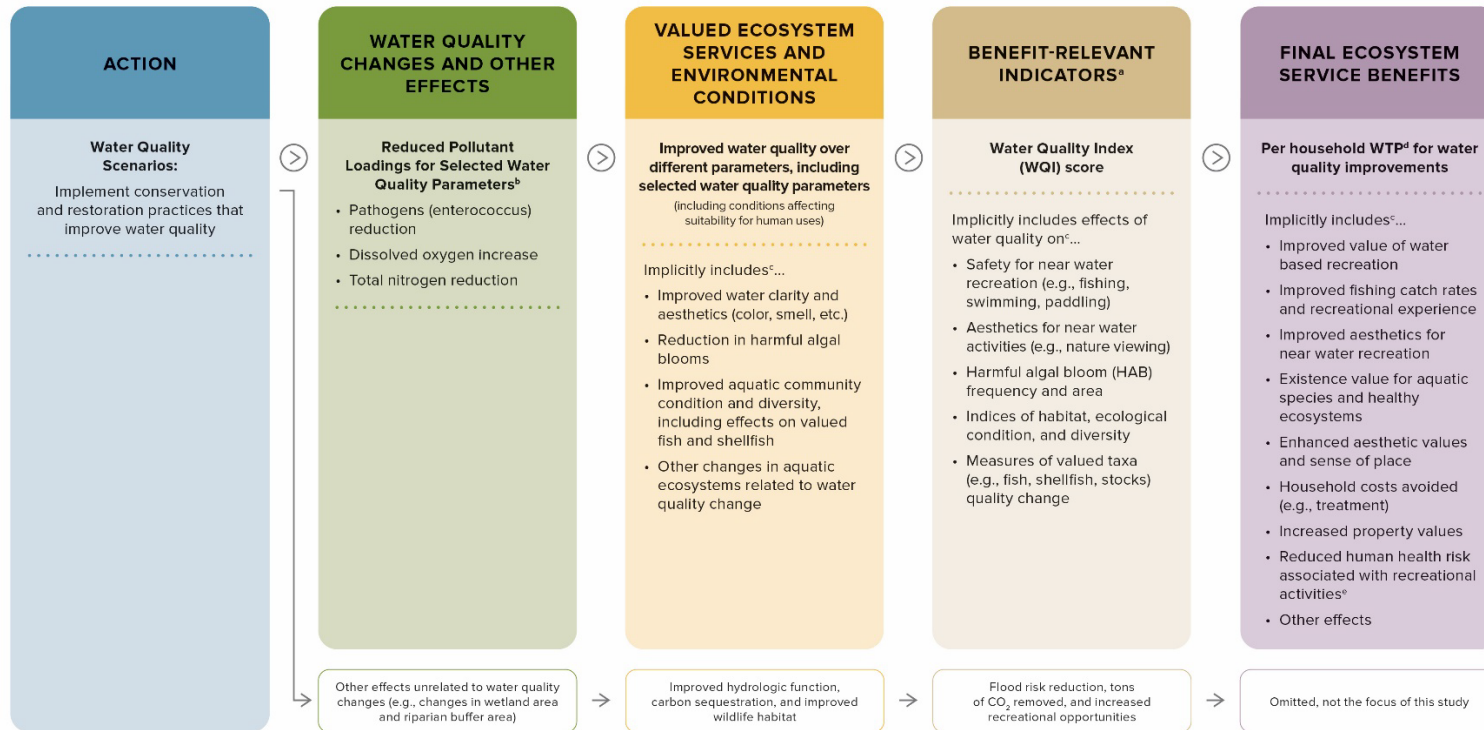 ACTION
Water Quality
Scenarios:
Implement conservation
and restoration practices that
improve water quality
WATER QUALITY
CHANGES AND OTHER
EFFECTS
Reduced Pollutant
Loadings for Selected Water
Quality Parametersᵇ
• Pathogens (enterococcus)
reduction
• Dissolved oxygen increase
• Total nitrogen reduction
VALUED ECOSYSTEM
SERVICES AND
ENVIRONMENTAL
CONDITIONS
Improved water quality over
different parameters, including
selected water quality parameters
(including conditions affecting
suitability for human uses)
Implicitly includesᶜ...
• Improved water clarity and
aesthetics (color, smell, etc.)
• Reduction in harmful algal
blooms
• Improved aquatic community
condition and diversity,
including effects on valued
fish and shellfish
• Other changes in aquatic
ecosystems related to water
quality change
BENEFIT-RELEVANT
INDICATORSᵃ
Water Quality Index
(WQI) score
Implicitly includes effects of
water quality onᶜ...
• Safety for near water
recreation (e.g., fishing,
swimming, paddling)
• Aesthetics for near water
activities (e.g., nature viewing)
• Harmful algal bloom (HAB)
frequency and area
• Indices of habitat, ecological
condition, and diversity
• Measures of valued taxa
(e.g., fish, shellfish, stocks)
quality change
FINAL ECOSYSTEM
SERVICE BENEFITS
Per household WTPᵈ for water
quality improvements
Implicitly includesᶜ...
• Improved value of water
based recreation
• Improved fishing catch rates
and recreational experience
• Improved aesthetics for
near water recreation
• Existence value for aquatic
species and healthy
ecosystems
• Enhanced aesthetic values
and sense of place
• Household costs avoided
(e.g., treatment)
• Increased property values
• Reduced human health risk
associated with recreational
activitiesᵉ
• Other effects
Other effects unrelated to water quality
changes (e.g., changes in wetland area
and riparian buffer area)
Improved hydrologic function,
carbon sequestration, and improved
wildlife habitat
Flood risk reduction, tons
of CO₂ removed, and increased
recreational opportunities
Omitted, not the focus of this study